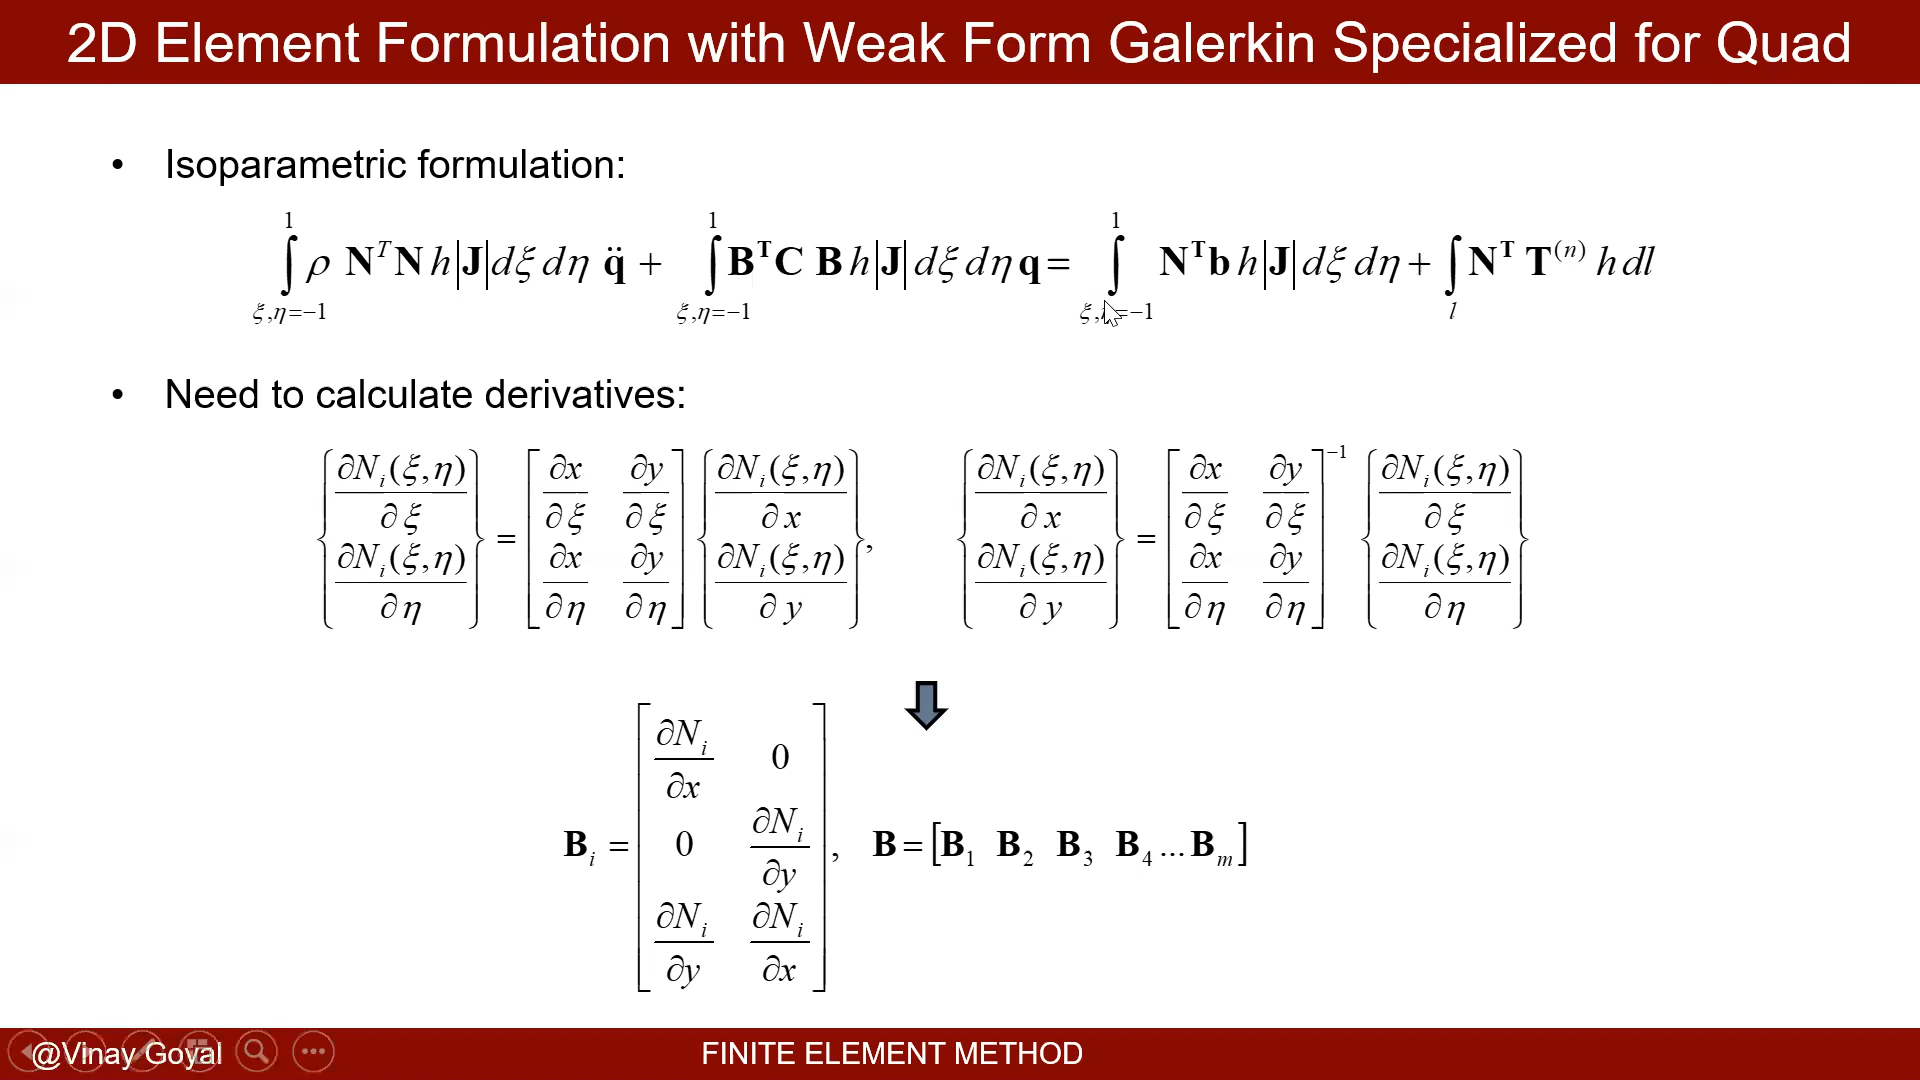 2D Element Formulation with Weak Form Galerkin Specialized for Quad
• Isoparametric formulation:
∫_{ξ,η=−1}^{1} ρ N^T N h |J| dξ dη q̈ + ∫_{ξ,η=−1}^{1} B^T C B h |J| dξ dη q = ∫_{ξ,η=−1}^{1} N^T b h |J| dξ dη + ∫_l N^T T^(n) h dl
• Need to calculate derivatives:
{∂N_i(ξ,η)/∂ξ ; ∂N_i(ξ,η)/∂η} = [∂x/∂ξ ∂y/∂ξ ; ∂x/∂η ∂y/∂η] {∂N_i(ξ,η)/∂x ; ∂N_i(ξ,η)/∂y}, {∂N_i(ξ,η)/∂x ; ∂N_i(ξ,η)/∂y} = [∂x/∂ξ ∂y/∂ξ ; ∂x/∂η ∂y/∂η]^−1 {∂N_i(ξ,η)/∂ξ ; ∂N_i(ξ,η)/∂η}
B_i = [∂N_i/∂x 0 ; 0 ∂N_i/∂y ; ∂N_i/∂y ∂N_i/∂x], B = [B_1 B_2 B_3 B_4 ... B_m]
@Vinay Goyal
FINITE ELEMENT METHOD